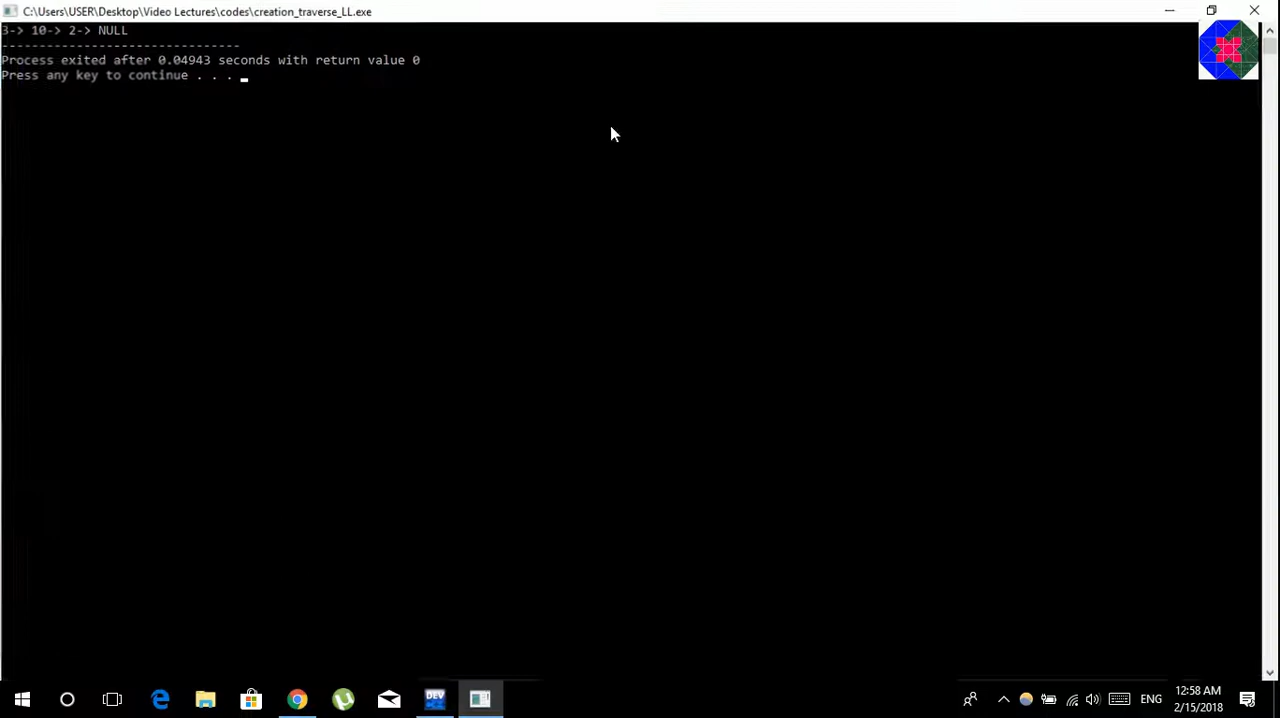 C:\Users\USER\Desktop\Video Lectures\codes\creation_traverse_LL.exe
3-> 10-> 2-> NULL
--------------------------------
Process exited after 0.04943 seconds with return value 0
Press any key to continue . . .
DEV
ENG
12:58 AM
2/15/2018